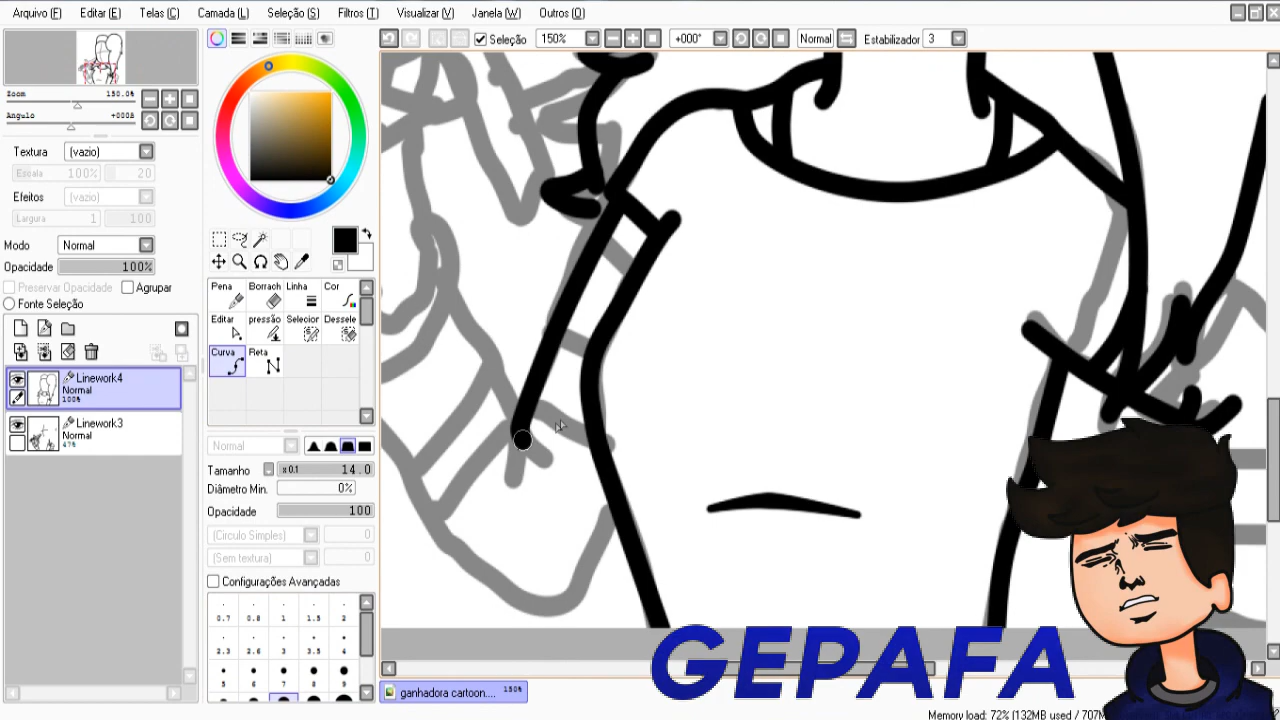 Arquivo (F) Editar (E) Telas (C) Camada (L) Seleção (S) Filtros (T) Visualizar (V) Janela (W) Outros (O)
Seleção 150% +000° Normal Estabilizador 3
Zoom 150.0%
Angulo +000°
Textura (vazio)
Escala 100% 20
Efeitos (vazio)
Largura 1 100
Modo Normal
Opacidade 100%
Preservar Opacidade Agrupar
Fonte Seleção
Linework4
Normal
100%
Linework3
Normal
Pena Borrach Linha Cor
Editar pressão Selecior Dessele
Curva Reta
Normal
Tamanho x 0.1 14.0
Diâmetro Min. 0%
Opacidade 100
(Circulo Simples) 0
(Sem textura) 0
Configurações Avançadas
0.7 0.8 1 1.5 2
2.3 2.6 3 3.5 4
5 6 7 8 9
GEPAFA
ganhadora cartoon.... 150%
Memory load: 72% (132MB used / 707M